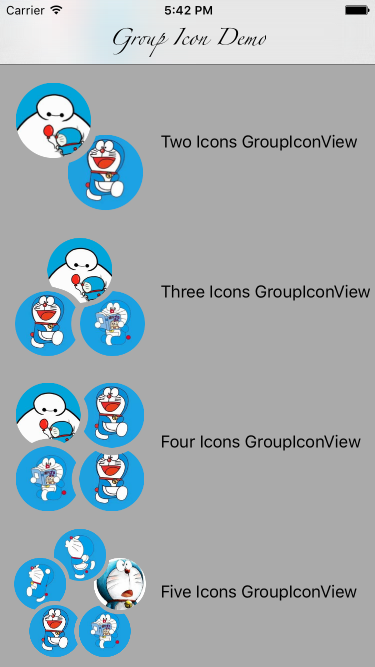 Carrier 5:42 PM
Group Icon Demo
Two Icons GroupIconView
Three Icons GroupIconView
Four Icons GroupIconView
Five Icons GroupIconView